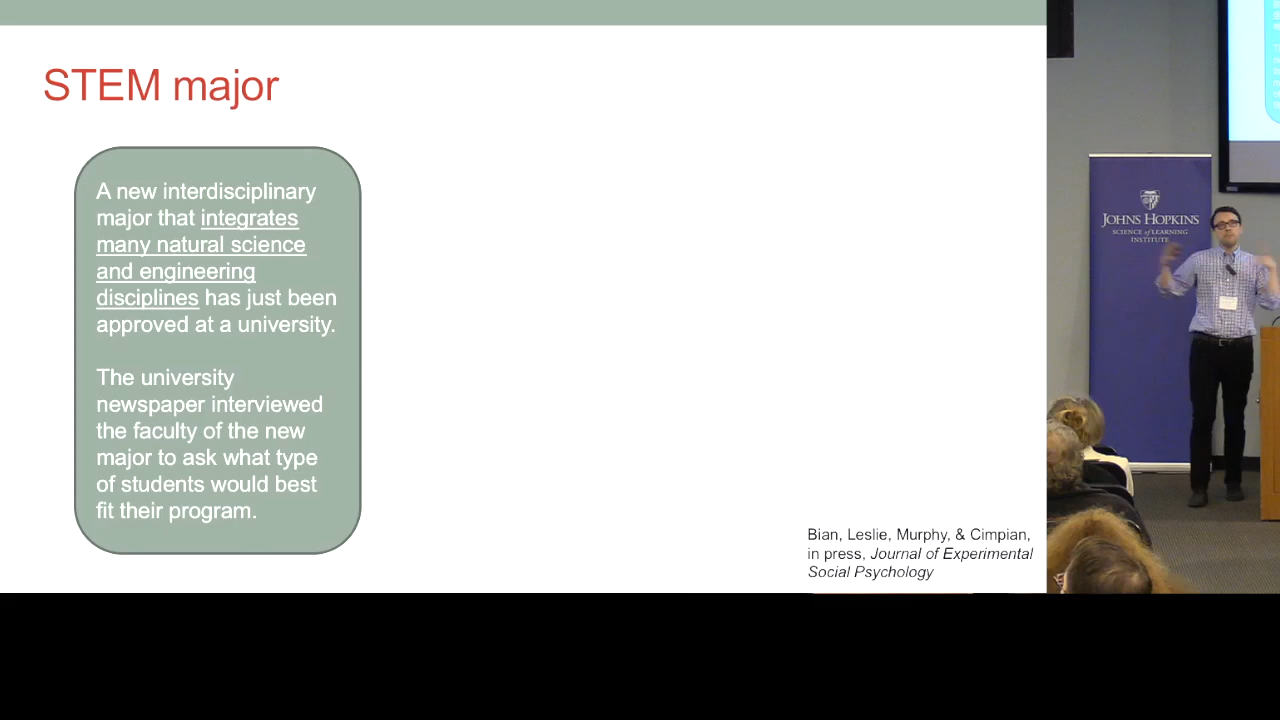 STEM major
A new interdisciplinary
major that integrates
many natural science
and engineering
disciplines has just been
approved at a university.
The university
newspaper interviewed
the faculty of the new
major to ask what type
of students would best
fit their program.
Bian, Leslie, Murphy, & Cimpian,
in press, Journal of Experimental
Social Psychology
JOHNS HOPKINS
SCIENCE of LEARNING
INSTITUTE